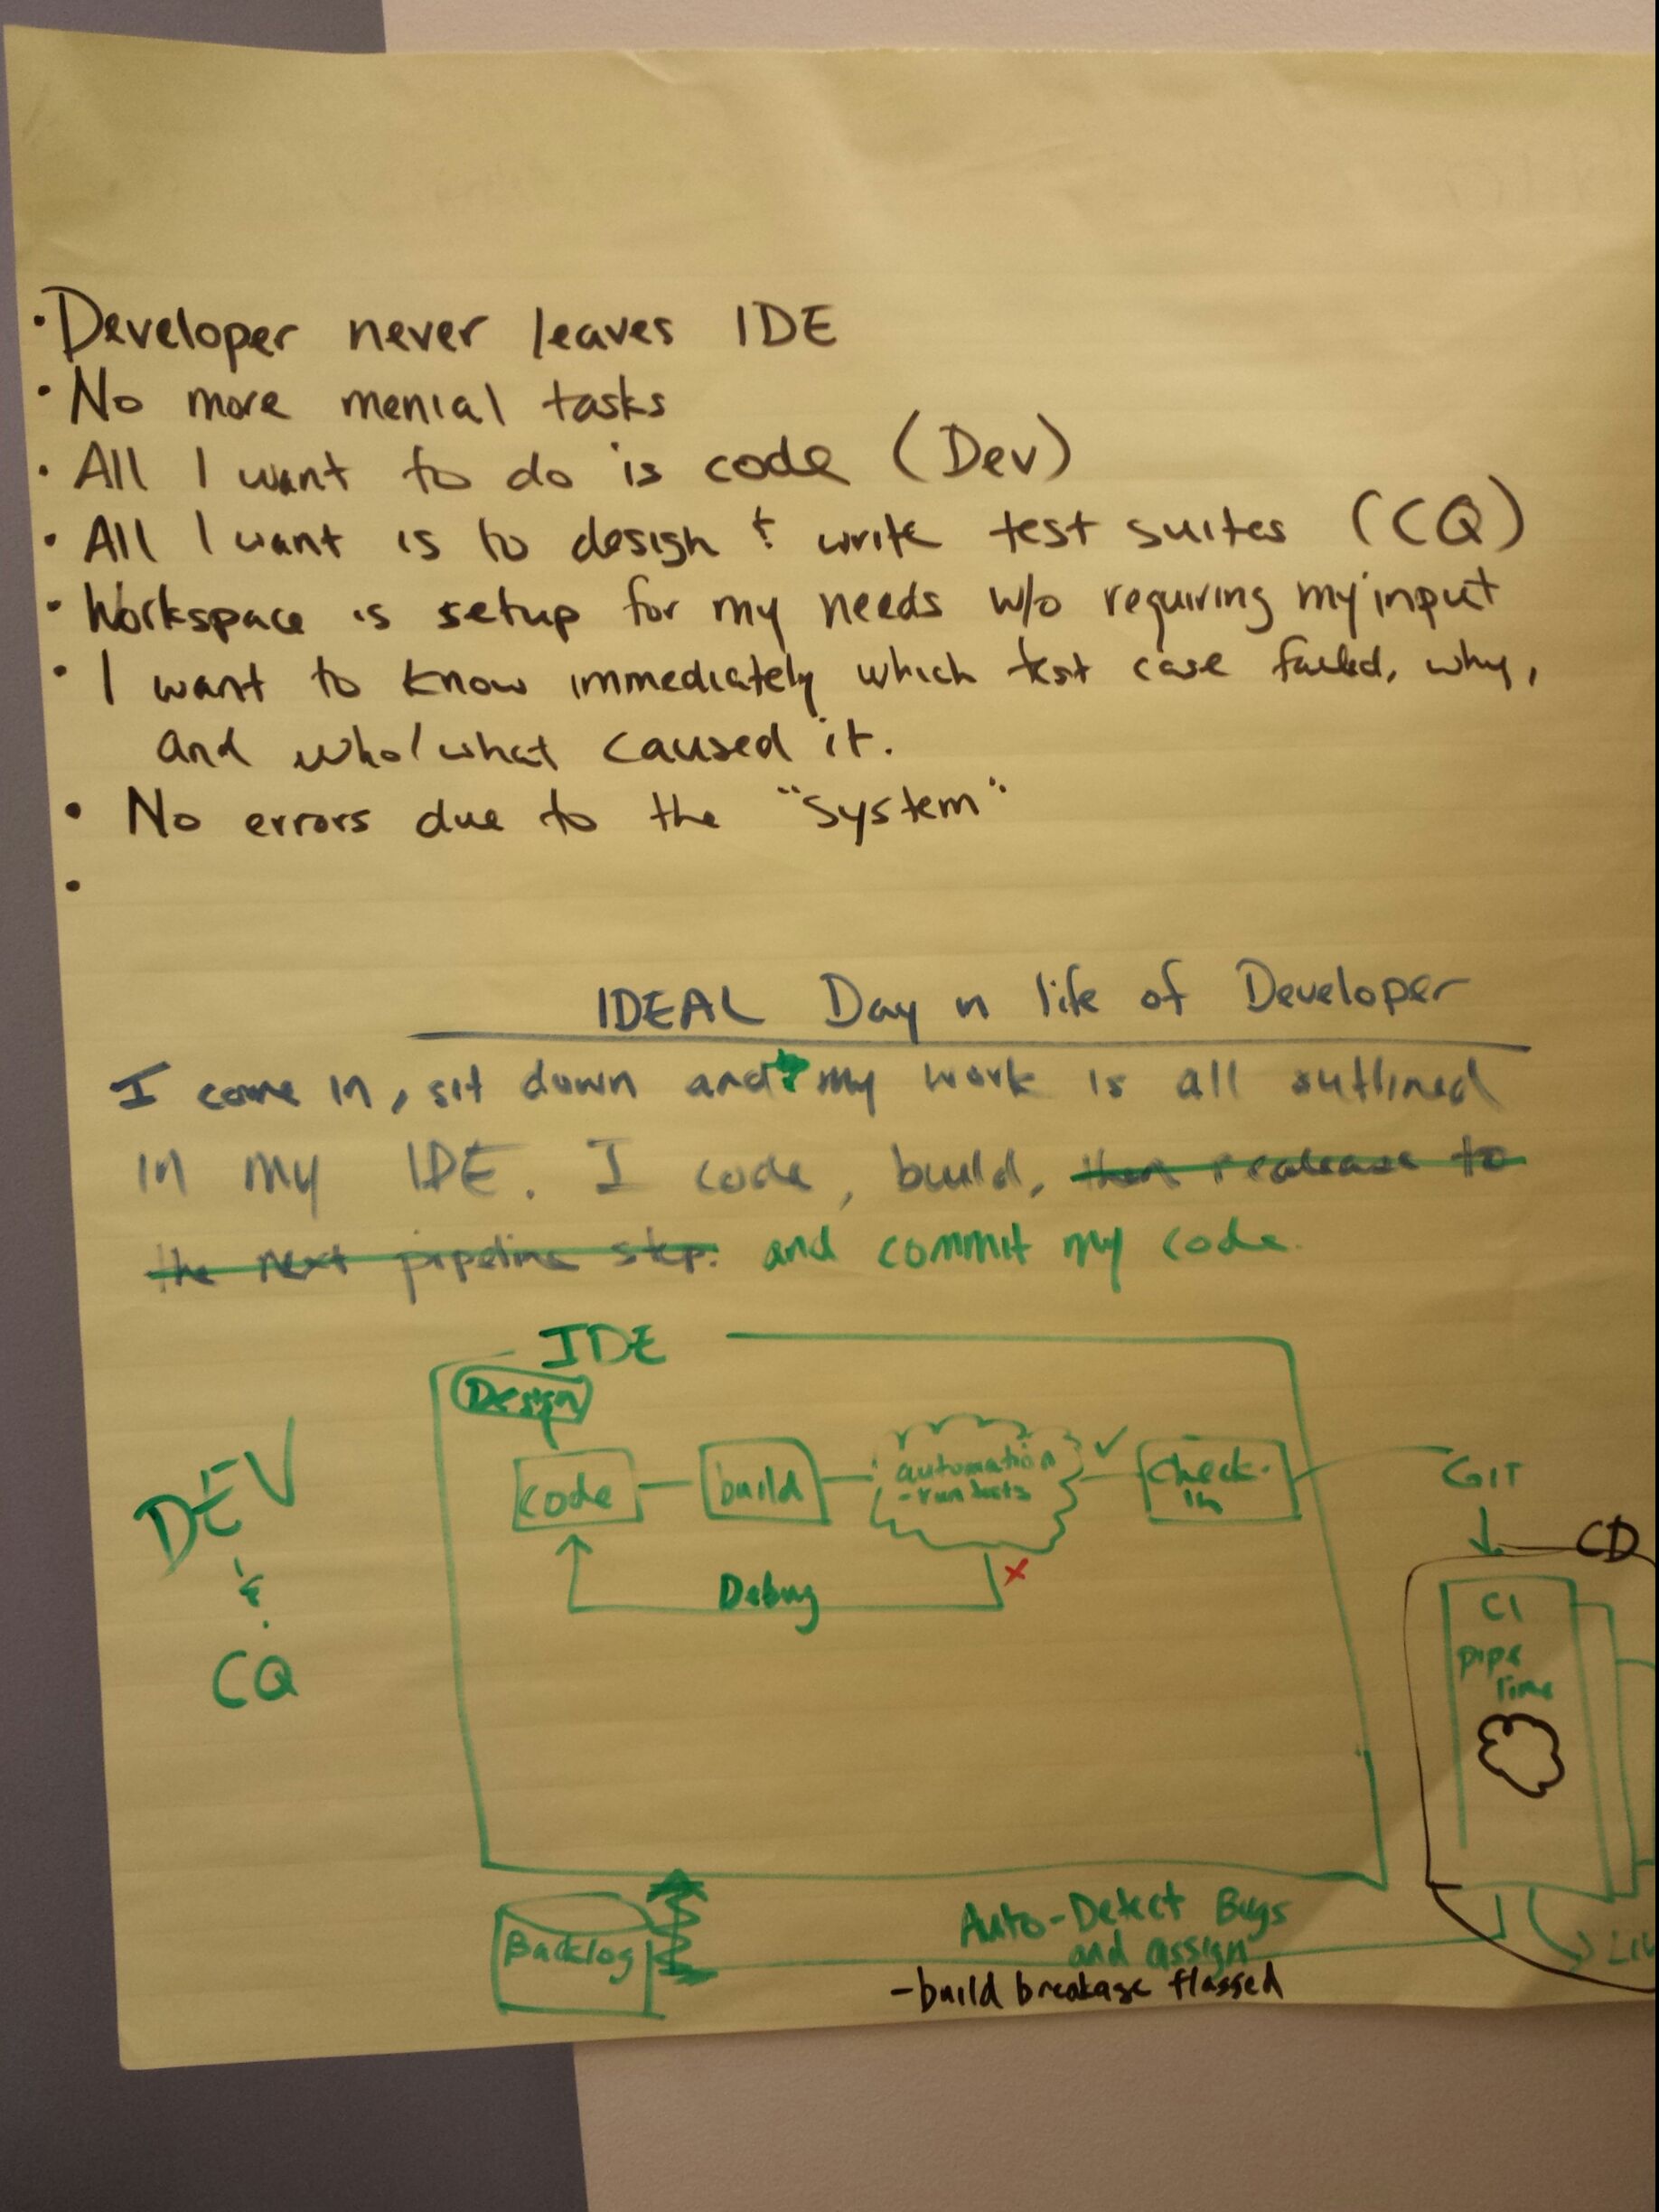 • Developer never leaves IDE
• No more menial tasks
• All I want to do is code (Dev)
• All I want is to design & write test suites (CQ)
• Workspace is setup for my needs w/o requiring my input
• I want to know immediately which test case failed, why,
and who/what caused it.
• No errors due to the "System"
•
IDEAL Day n life of Developer
I come in, sit down and my work is all outlined
in my IDE. I code, build, then release to
the next pipeline step. and commit my code.
IDE
Design
code
build
automation
- run tests
✓
Check-
in
GIT
Debug
x
DEV
&
CQ
CD
CI
pipe
line
Backlog
Auto-Detect Bugs
and assign
- build breakage flagged